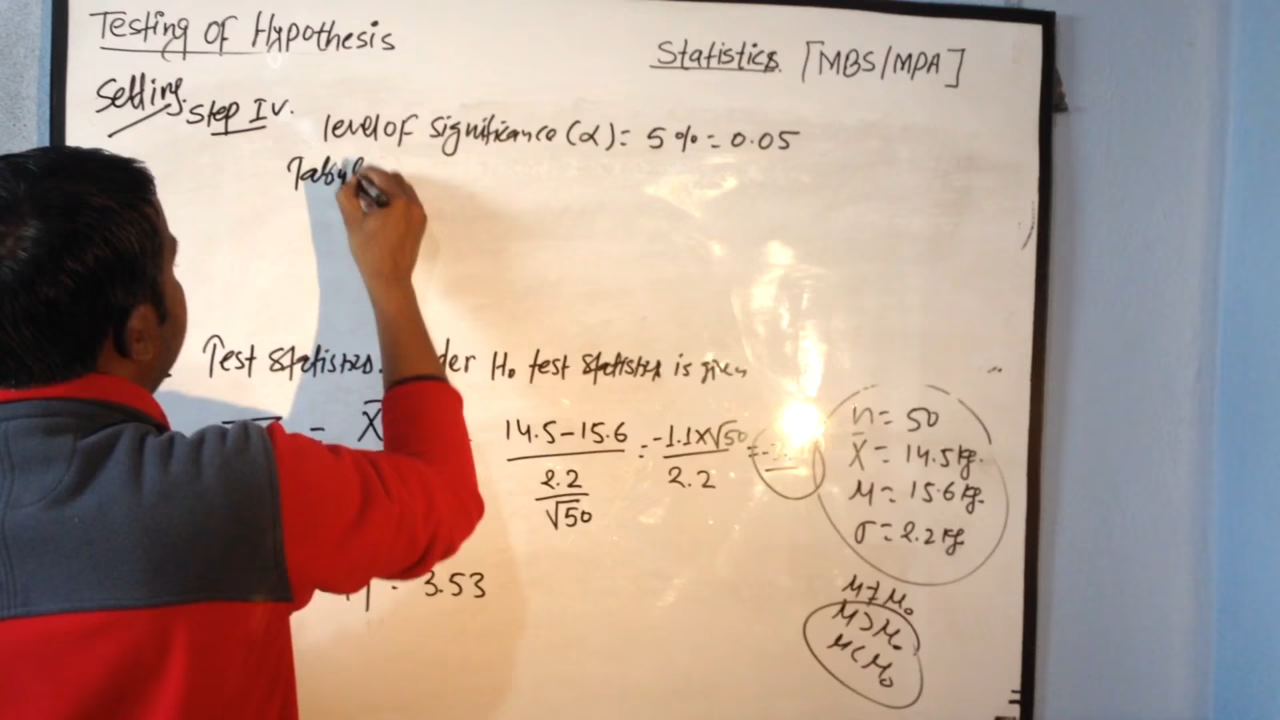 Testing of Hypothesis
Statistics. [MBS/MPA]
Setting.
Step IV.
level of significance (α) = 5% = 0.05
Tabul
Test Statistics. der H₀ test statistics is given
= X̄
14.5-15.6 / (2.2/√50) = -1.1×√50 / 2.2 = -
= 3.53
n = 50
X̄ = 14.5 kg.
μ = 15.6 kg.
σ = 2.2 kg
μ ≠ μ₀
μ > μ₀
μ < μ₀